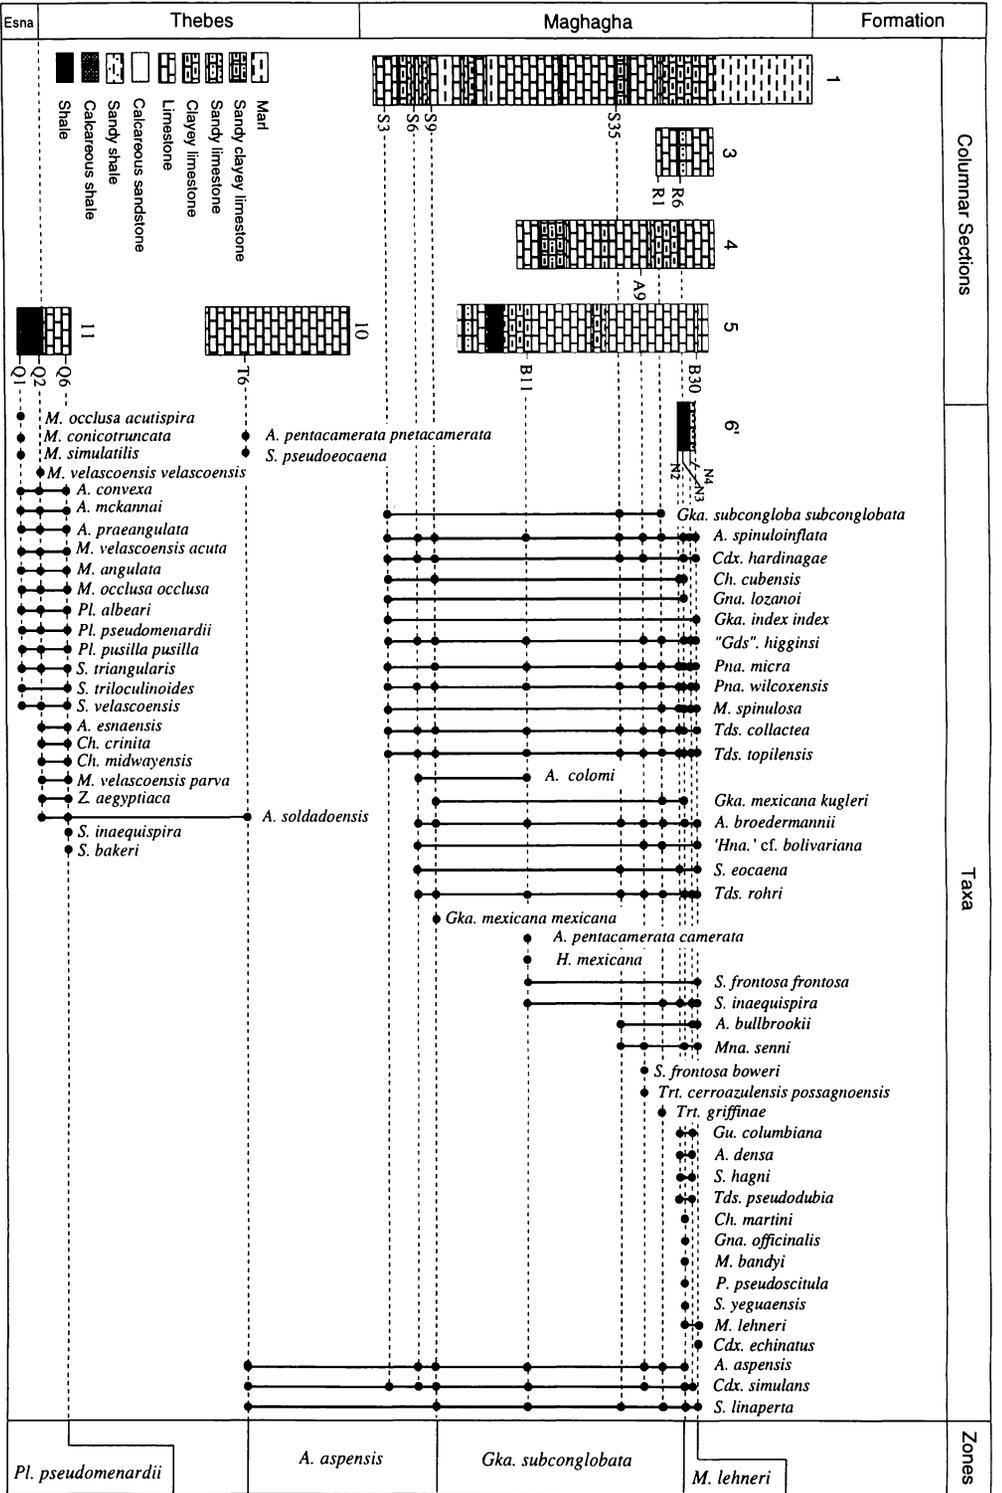 Esna
Thebes
Maghagha
Formation
Columnar Sections
Taxa
Zones
Marl
Sandy clayey limestone
Sandy limestone
Clayey limestone
Limestone
Calcareous sandstone
Sandy shale
Calcareous shale
Shale
1
S3
S6
S9
S35
3
R1
R6
4
A9
5
B11
B30
6'
N2
N3
N4
10
T6
11
Q1
Q2
Q6
M. occlusa acutispira
M. conicotruncata
M. simulatilis
M. velascoensis velascoensis
A. convexa
A. mckannai
A. praeangulata
M. velascoensis acuta
M. angulata
M. occlusa occlusa
Pl. albeari
Pl. pseudomenardii
Pl. pusilla pusilla
S. triangularis
S. triloculinoides
S. velascoensis
A. esnaensis
Ch. crinita
Ch. midwayensis
M. velascoensis parva
Z. aegyptiaca
A. soldadoensis
S. inaequispira
S. bakeri
A. pentacamerata pnetacamerata
S. pseudoeocaena
Gka. subcongloba subconglobata
A. spinuloinflata
Cdx. hardinagae
Ch. cubensis
Gna. lozanoi
Gka. index index
"Gds". higginsi
Pna. micra
Pna. wilcoxensis
M. spinulosa
Tds. collactea
Tds. topilensis
A. colomi
Gka. mexicana kugleri
A. broedermannii
'Hna.' cf. bolivariana
S. eocaena
Tds. rohri
Gka. mexicana mexicana
A. pentacamerata camerata
H. mexicana
S. frontosa frontosa
S. inaequispira
A. bullbrookii
Mna. senni
S. frontosa boweri
Trt. cerroazulensis possagnoensis
Trt. griffinae
Gu. columbiana
A. densa
S. hagni
Tds. pseudodubia
Ch. martini
Gna. officinalis
M. bandyi
P. pseudoscitula
S. yeguaensis
M. lehneri
Cdx. echinatus
A. aspensis
Cdx. simulans
S. linaperta
Pl. pseudomenardii
A. aspensis
Gka. subconglobata
M. lehneri